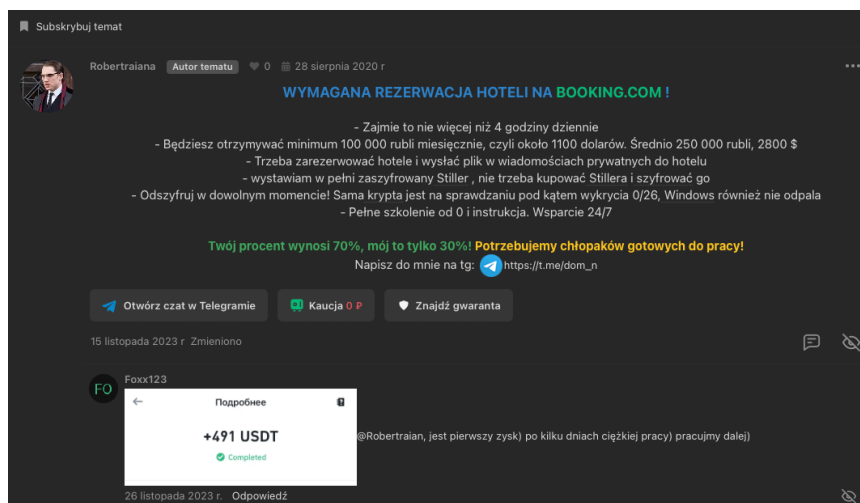 Subskrybuj temat
Robertraiana Autor tematu 0 28 sierpnia 2020 r
WYMAGANA REZERWACJA HOTELI NA BOOKING.COM !
- Zajmie to nie więcej niż 4 godziny dziennie
- Będziesz otrzymywać minimum 100 000 rubli miesięcznie, czyli około 1100 dolarów. Średnio 250 000 rubli, 2800 $
- Trzeba zarezerwować hotele i wysłać plik w wiadomościach prywatnych do hotelu
- wystawiam w pełni zaszyfrowany Stiller , nie trzeba kupować Stillera i szyfrować go
- Odszyfruj w dowolnym momencie! Sama krypta jest na sprawdzaniu pod kątem wykrycia 0/26, Windows również nie odpala
- Pełne szkolenie od 0 i instrukcja. Wsparcie 24/7
Twój procent wynosi 70%, mój to tylko 30%! Potrzebujemy chłopaków gotowych do pracy!
Napisz do mnie na tg: https://t.me/dom_n
Otwórz czat w Telegramie Kaucja 0 ₽ Znajdź gwaranta
15 listopada 2023 r Zmieniono
FO Foxx123
Подробнее
+491 USDT
Completed
@Robertraian, jest pierwszy zysk) po kilku dniach ciężkiej pracy) pracujmy dalej)
26 listopada 2023 r. Odpowiedź